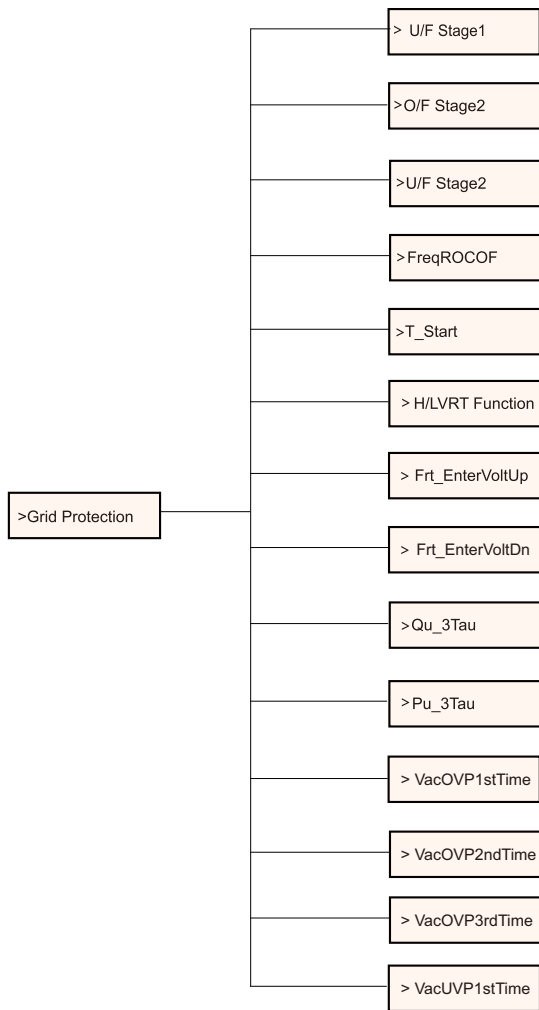 > U/F Stage1
>O/F Stage2
>U/F Stage2
>FreqROCOF
>T_Start
> H/LVRT Function
> Frt_EnterVoltUp
>Grid Protection
> Frt_EnterVoltDn
>Qu_3Tau
>Pu_3Tau
> VacOVP1stTime
> VacOVP2ndTime
> VacOVP3rdTime
> VacUVP1stTime